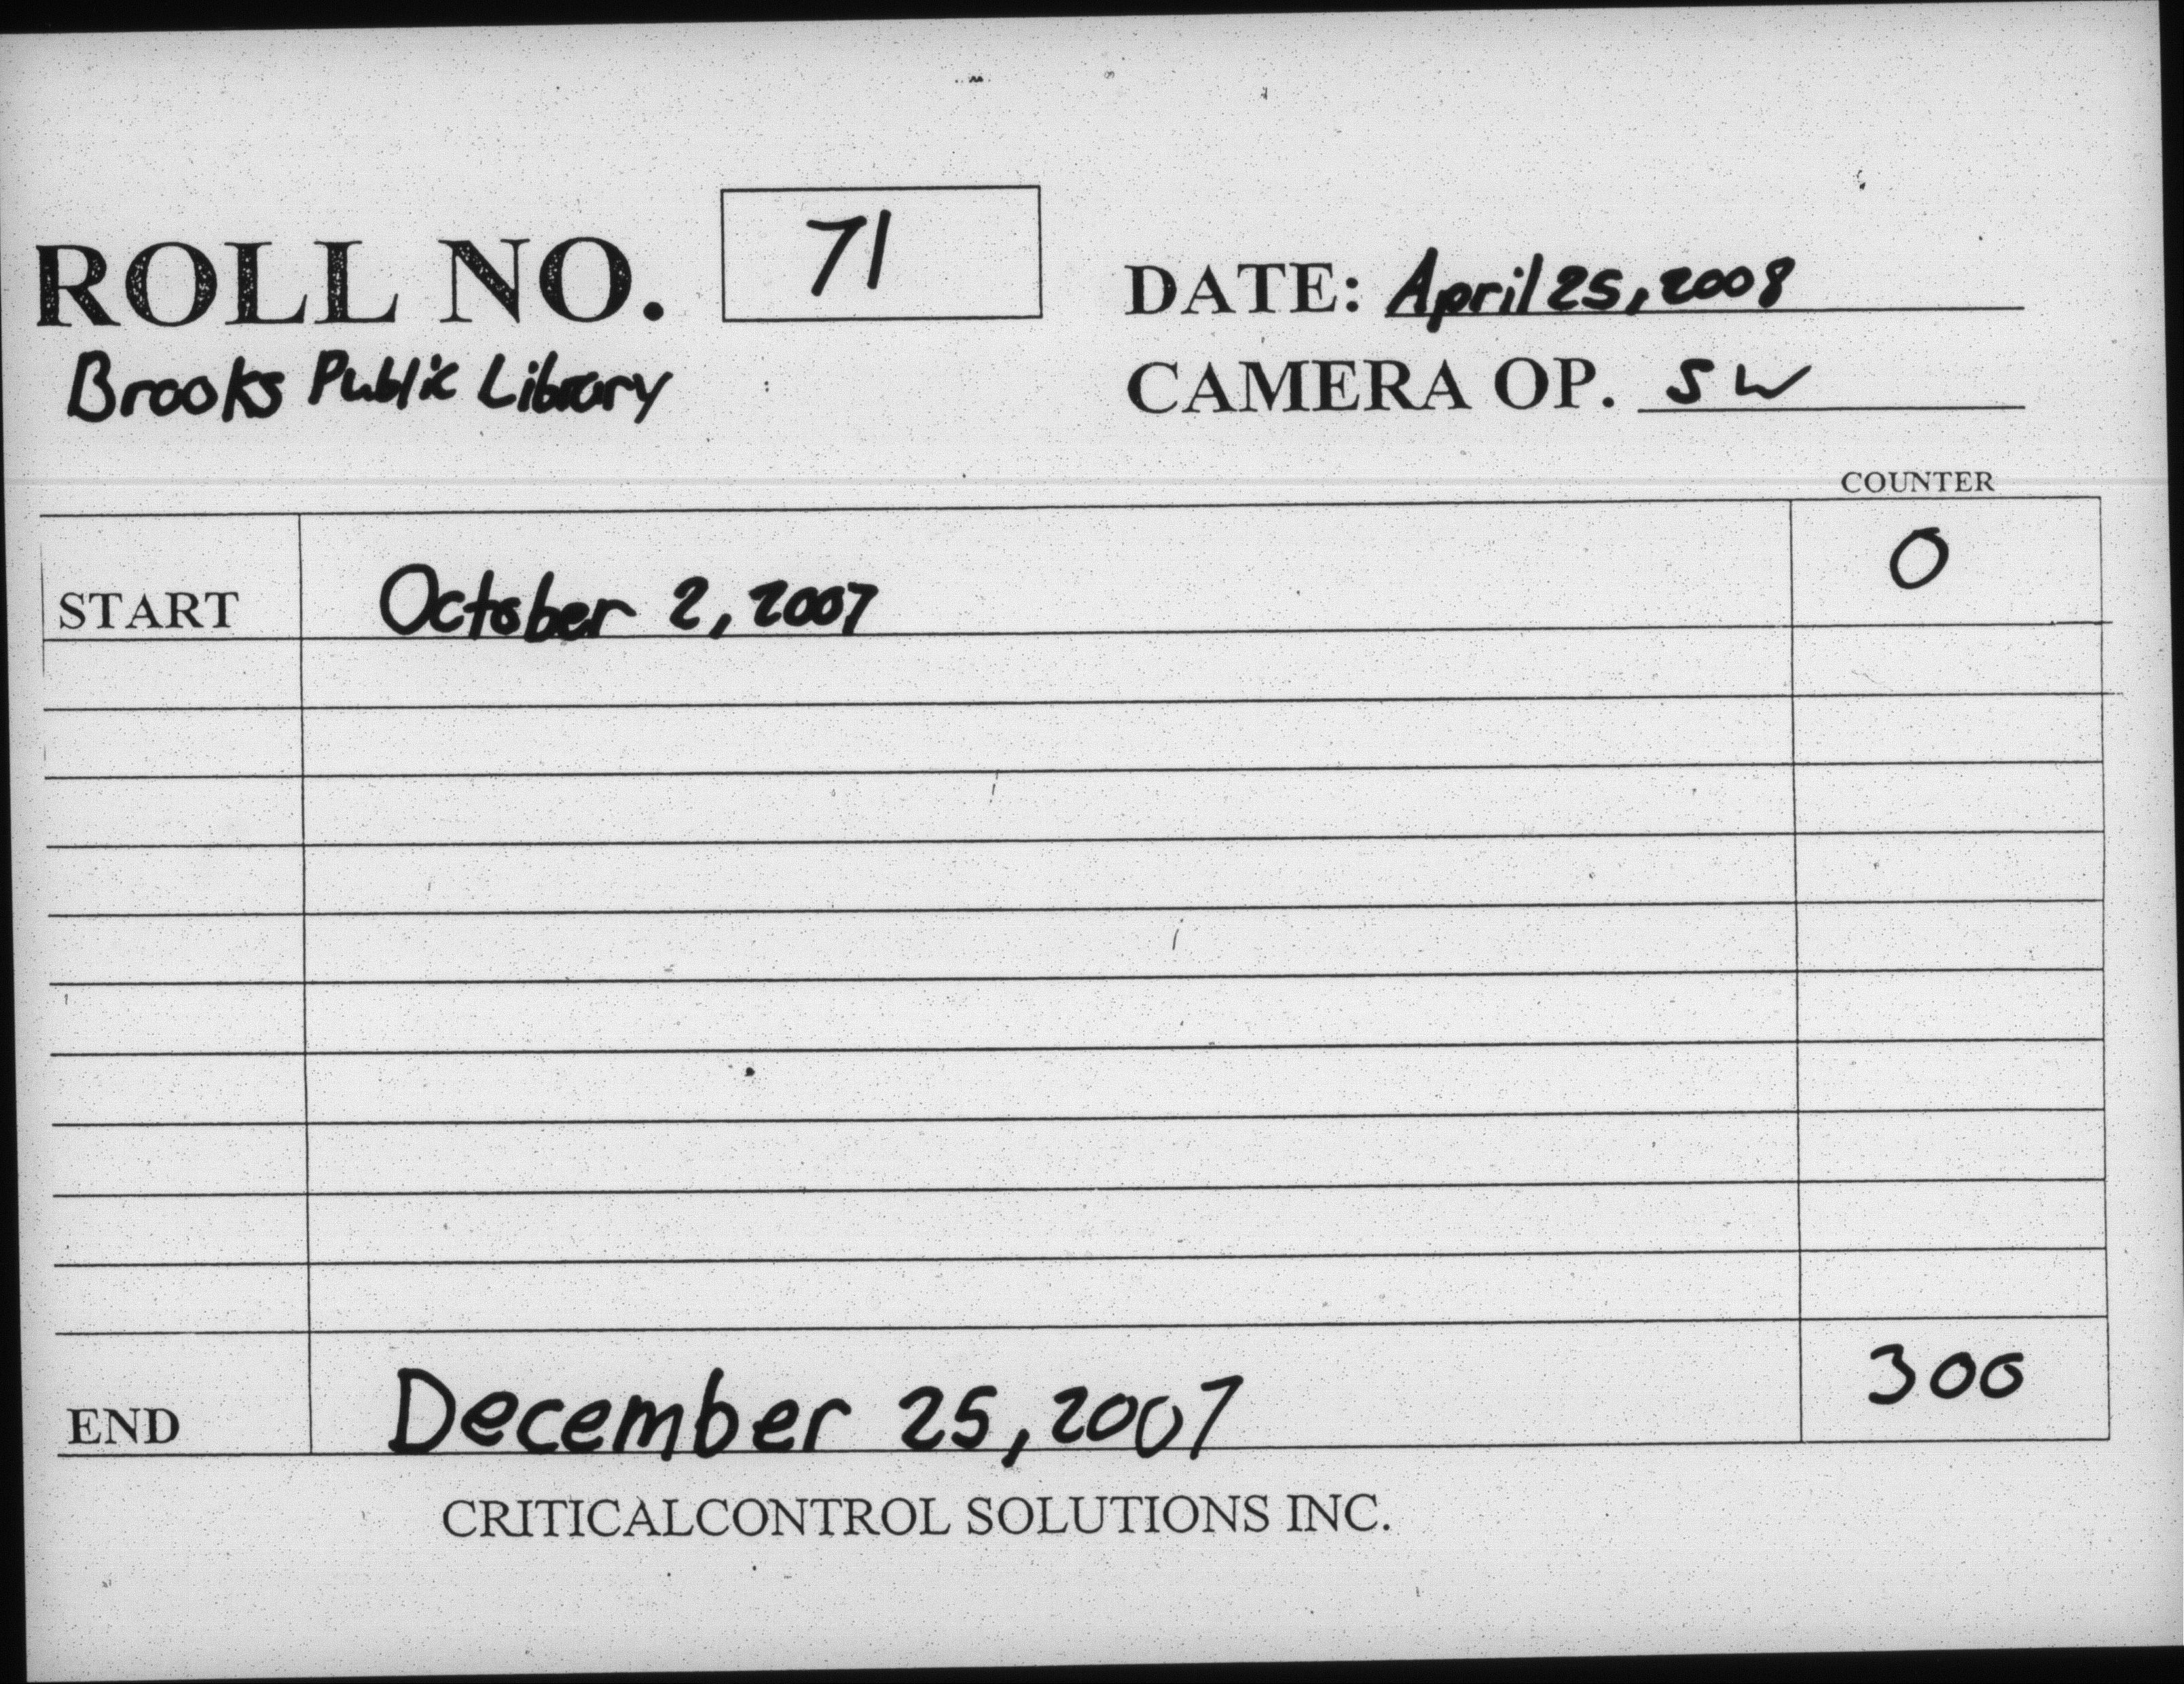 ROLL NO. 71
DATE: April 25, 2008
Brooks Public Library
CAMERA OP. SW
COUNTER
START October 2, 2007 0
END December 25, 2007 300
CRITICALCONTROL SOLUTIONS INC.